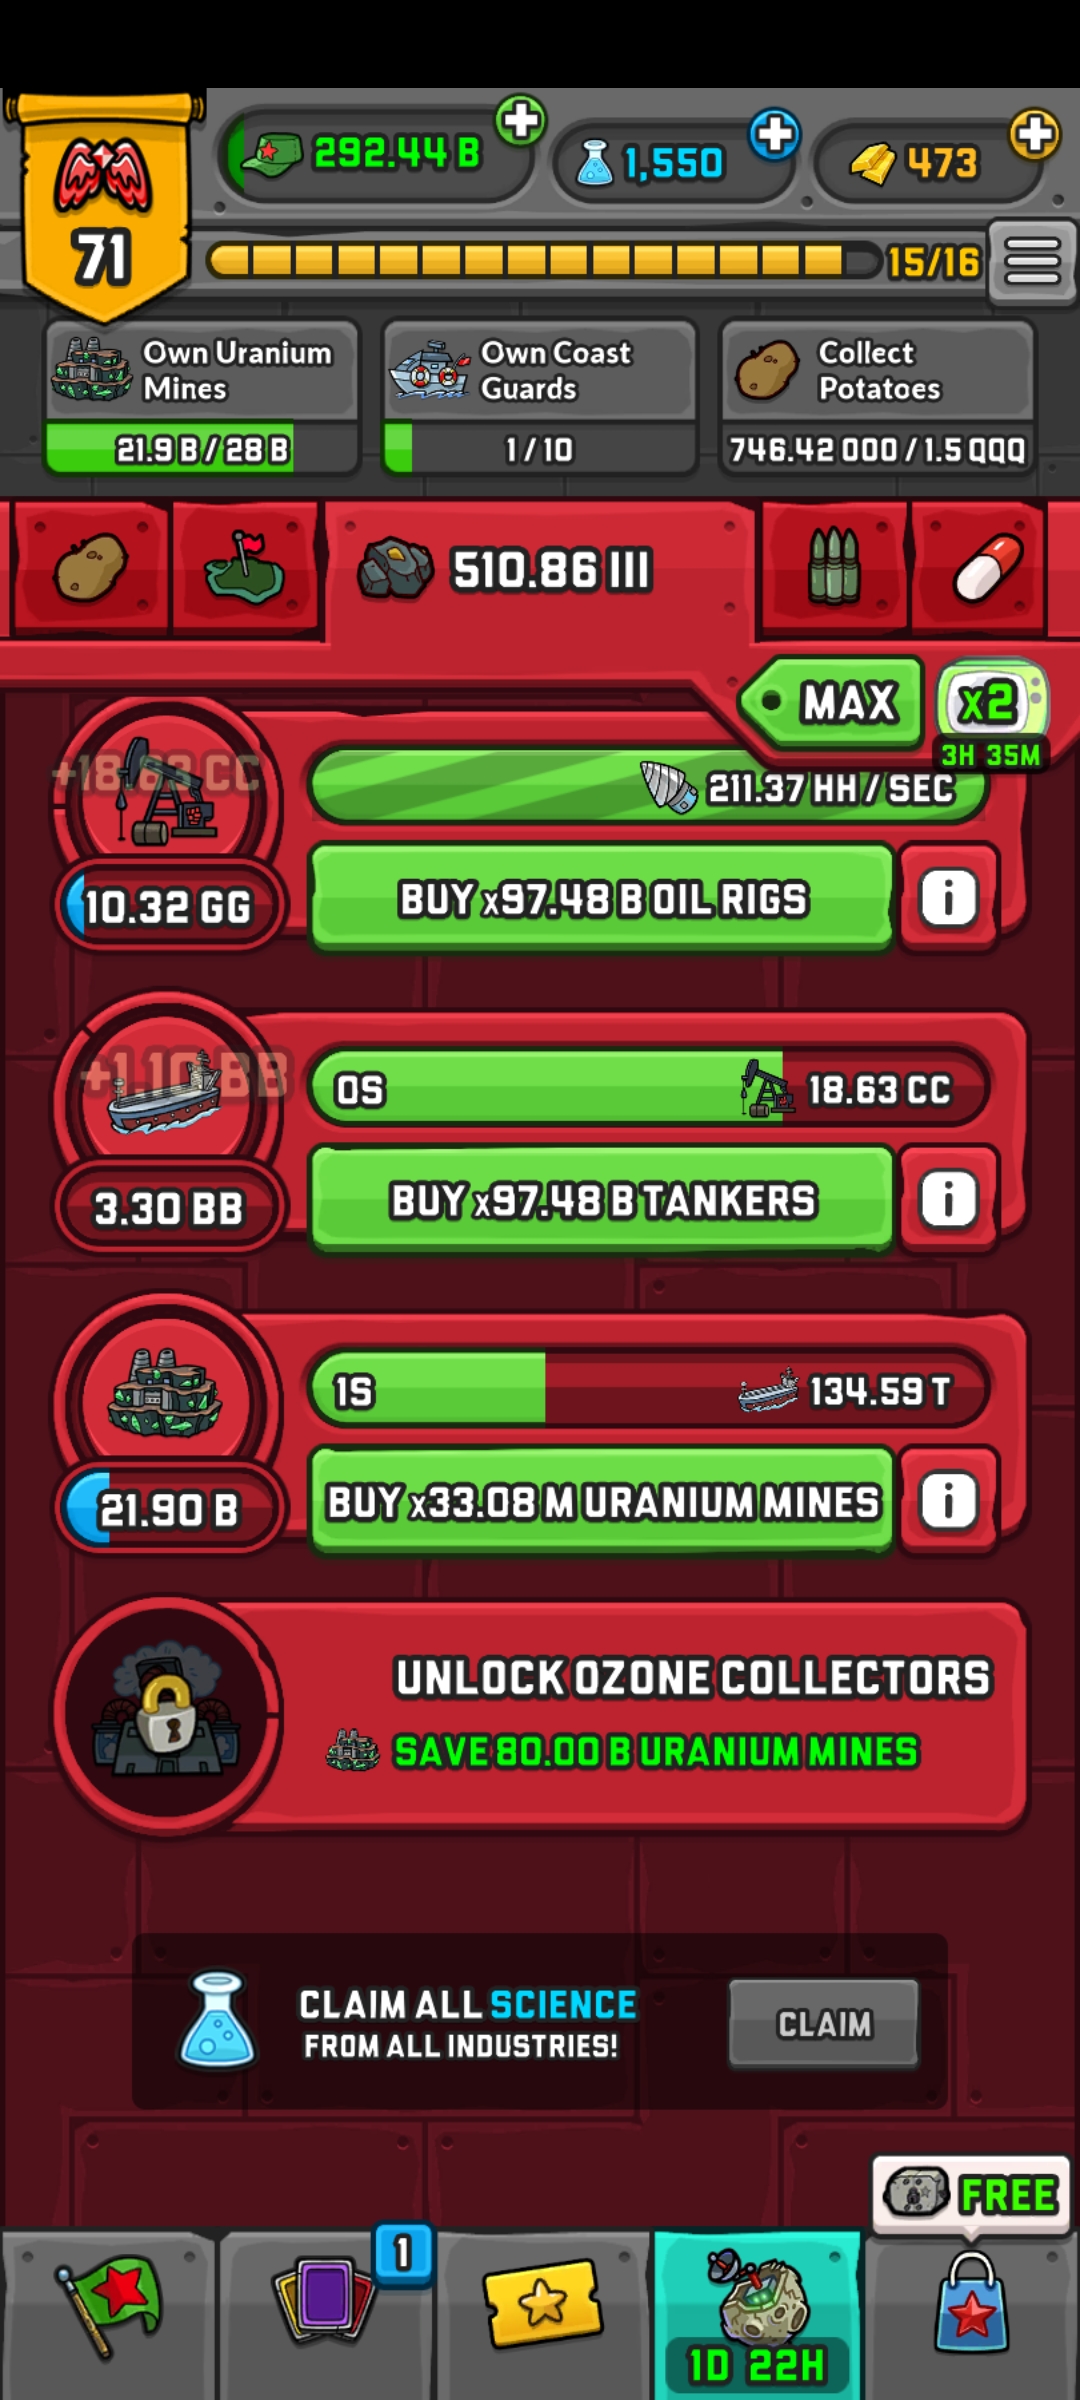 292.44 B
1,550
473
71
15/16
Own Uranium
Mines
21.9 B / 28 B
Own Coast
Guards
1 / 10
Collect
Potatoes
746.42 OOO / 1.5 QQQ
510.86 III
MAX
x2
3H 35M
+18.63 CC
211.37 HH / SEC
10.32 GG
BUY x97.48 B OIL RIGS
i
+1.10 BB
0S
18.63 CC
3.30 BB
BUY x97.48 B TANKERS
i
1S
134.59 T
21.90 B
BUY x33.08 M URANIUM MINES
i
UNLOCK OZONE COLLECTORS
SAVE 80.00 B URANIUM MINES
CLAIM ALL SCIENCE
FROM ALL INDUSTRIES!
CLAIM
FREE
1
1D 22H